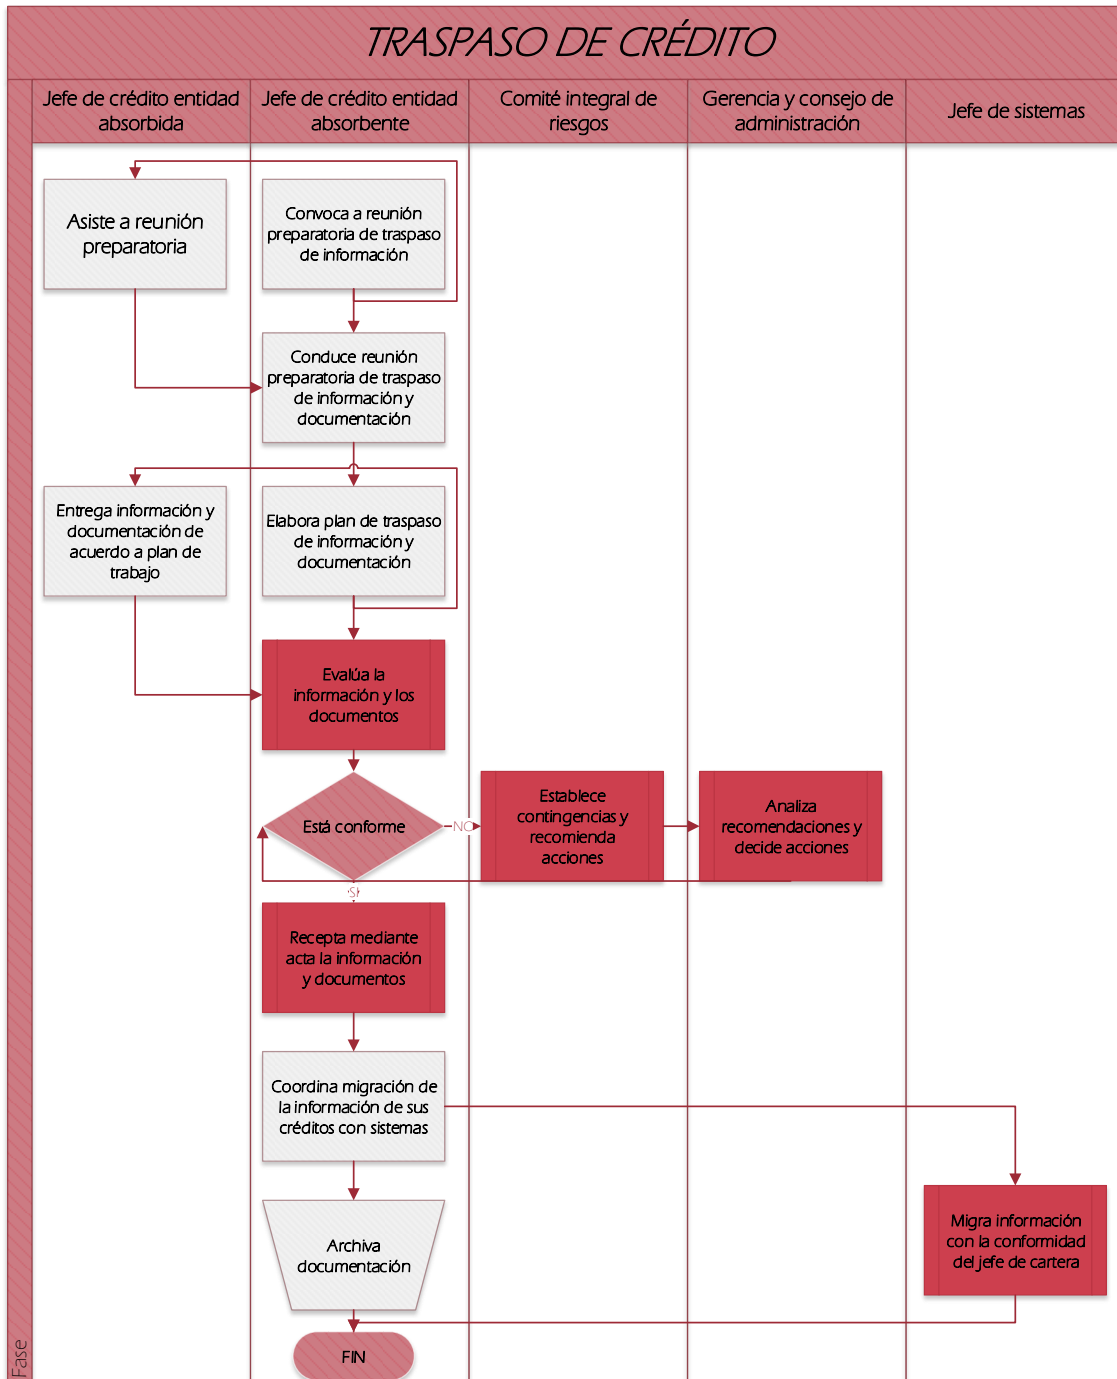 TRASPASO DE CRÉDITO
Jefe de crédito entidad
absorbida
Jefe de crédito entidad
absorbente
Comité integral de
riesgos
Gerencia y consejo de
administración
Jefe de sistemas
Asiste a reunión
preparatoria
Convoca a reunión
preparatoria de traspaso
de información
Conduce reunión
preparatoria de traspaso
de información y
documentación
Entrega información y
documentación de
acuerdo a plan de
trabajo
Elabora plan de traspaso
de información y
documentación
Evalúa la
información y los
documentos
Está conforme
NO
Establece
contingencias y
recomienda
acciones
Analiza
recomendaciones y
decide acciones
SI
Recepta mediante
acta la información
y documentos
Coordina migración de
la información de sus
créditos con sistemas
Migra información
con la conformidad
del jefe de cartera
Archiva
documentación
FIN
Fase